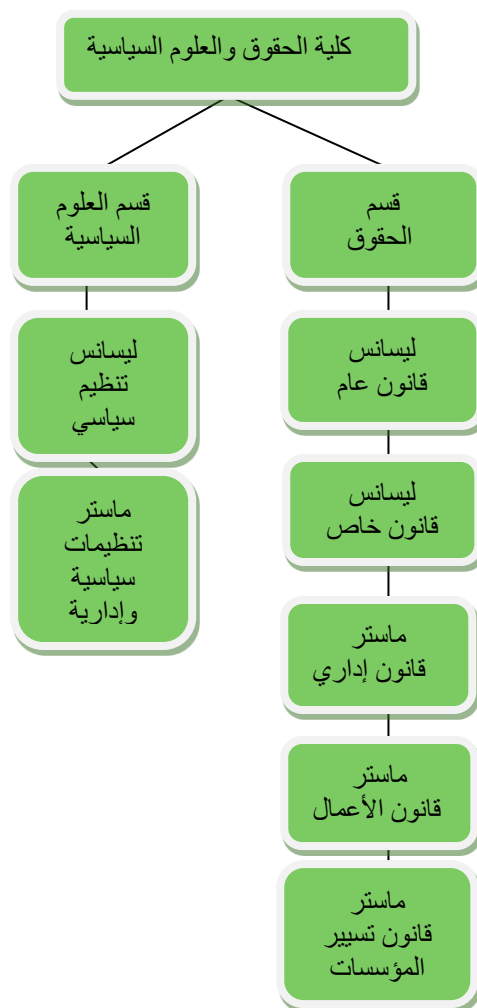 كلية الحقوق والعلوم السياسية
قسم
الحقوق
ليسانس
قانون عام
ليسانس
قانون خاص
ماستر
قانون إداري
ماستر
قانون الأعمال
ماستر
قانون تسيير
المؤسسات
قسم العلوم
السياسية
ليسانس
تنظيم
سياسي
ماستر
تنظيمات
سياسية
وإدارية